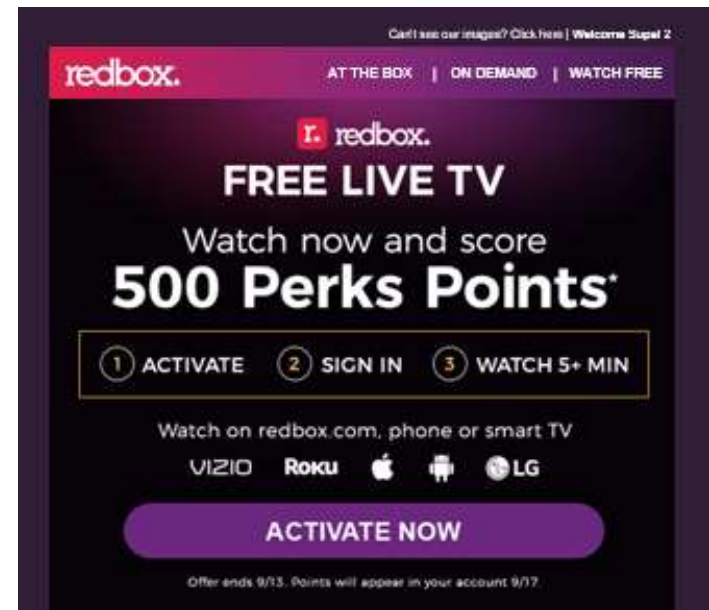 Can't see our images? Click here | Welcome Supal 2
redbox. AT THE BOX | ON DEMAND | WATCH FREE
r. redbox.
FREE LIVE TV
Watch now and score
500 Perks Points*
1 ACTIVATE 2 SIGN IN 3 WATCH 5+ MIN
Watch on redbox.com, phone or smart TV
VIZIO ROKU LG
ACTIVATE NOW
Offer ends 9/13. Points will appear in your account 9/17.